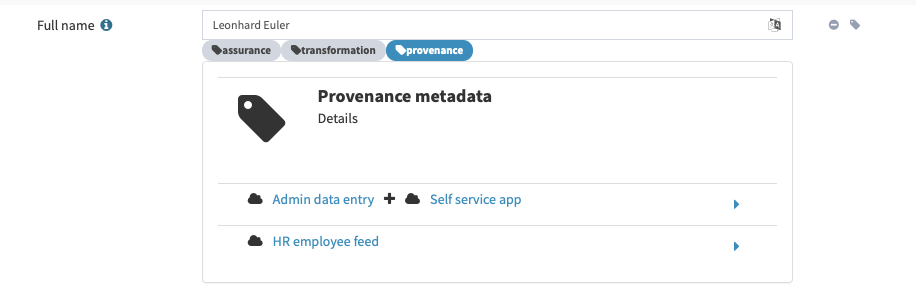 Full name
Leonhard Euler
assurance transformation provenance
Provenance metadata
Details
Admin data entry + Self service app
HR employee feed